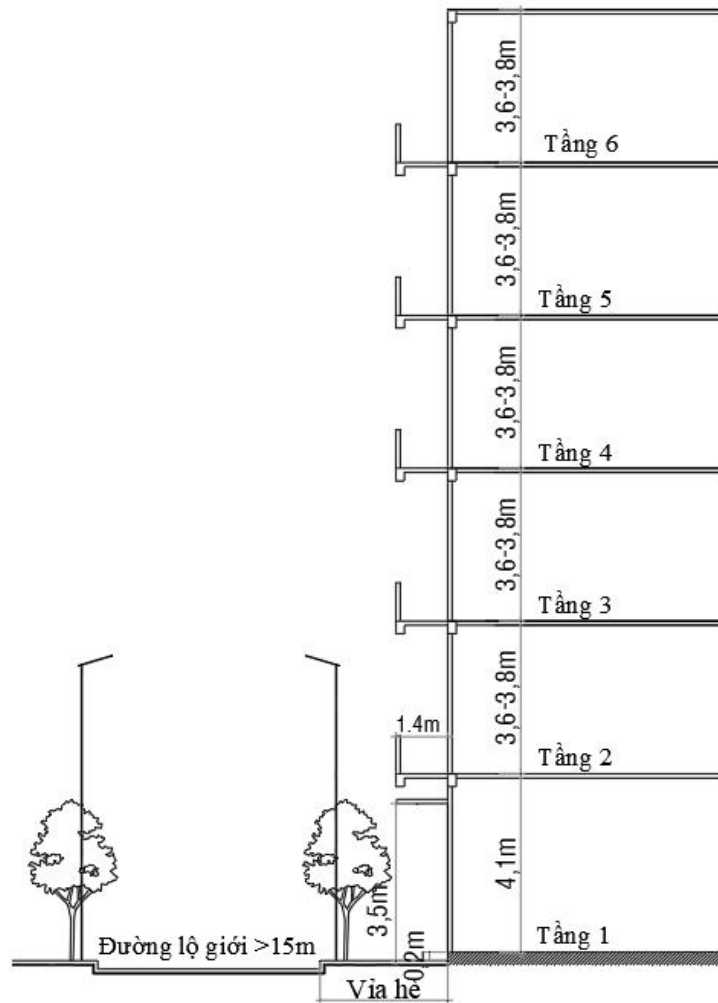 3,6-3,8m
Tầng 6
3,6-3,8m
Tầng 5
3,6-3,8m
Tầng 4
3,6-3,8m
Tầng 3
3,6-3,8m
1.4m
Tầng 2
4,1m
3,5m
Tầng 1
Đường lộ giới >15m
0,2m
Vỉa hè